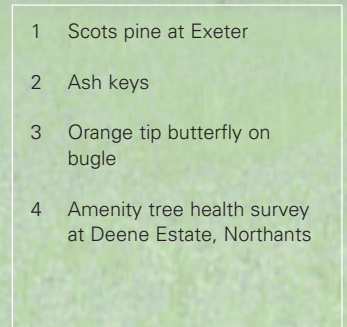 1 Scots pine at Exeter
2 Ash keys
3 Orange tip butterfly on
bugle
4 Amenity tree health survey
at Deene Estate, Northants